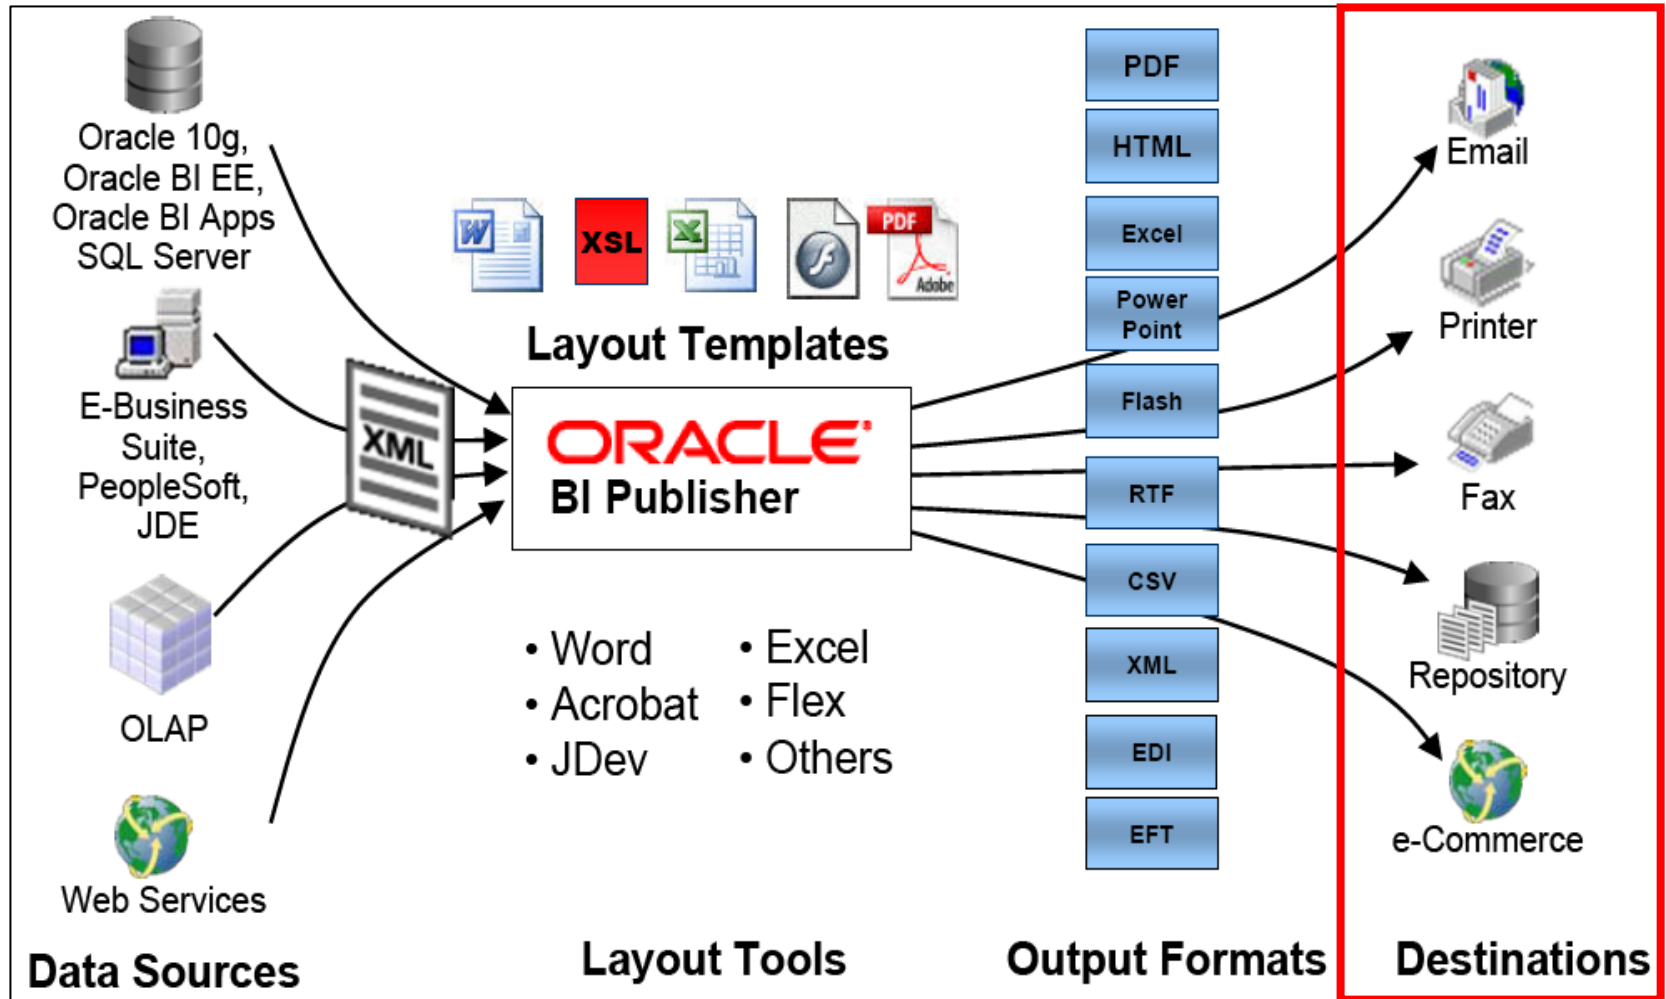 Oracle 10g,
Oracle BI EE,
Oracle BI Apps
SQL Server
E-Business
Suite,
PeopleSoft,
JDE
OLAP
Web Services
Data Sources
XML
W
XSL
X
PDF
Adobe
Layout Templates
ORACLE
BI Publisher
• Word
• Acrobat
• JDev
• Excel
• Flex
• Others
Layout Tools
PDF
HTML
Excel
Power
Point
Flash
RTF
CSV
XML
EDI
EFT
Output Formats
Email
Printer
Fax
Repository
e-Commerce
Destinations